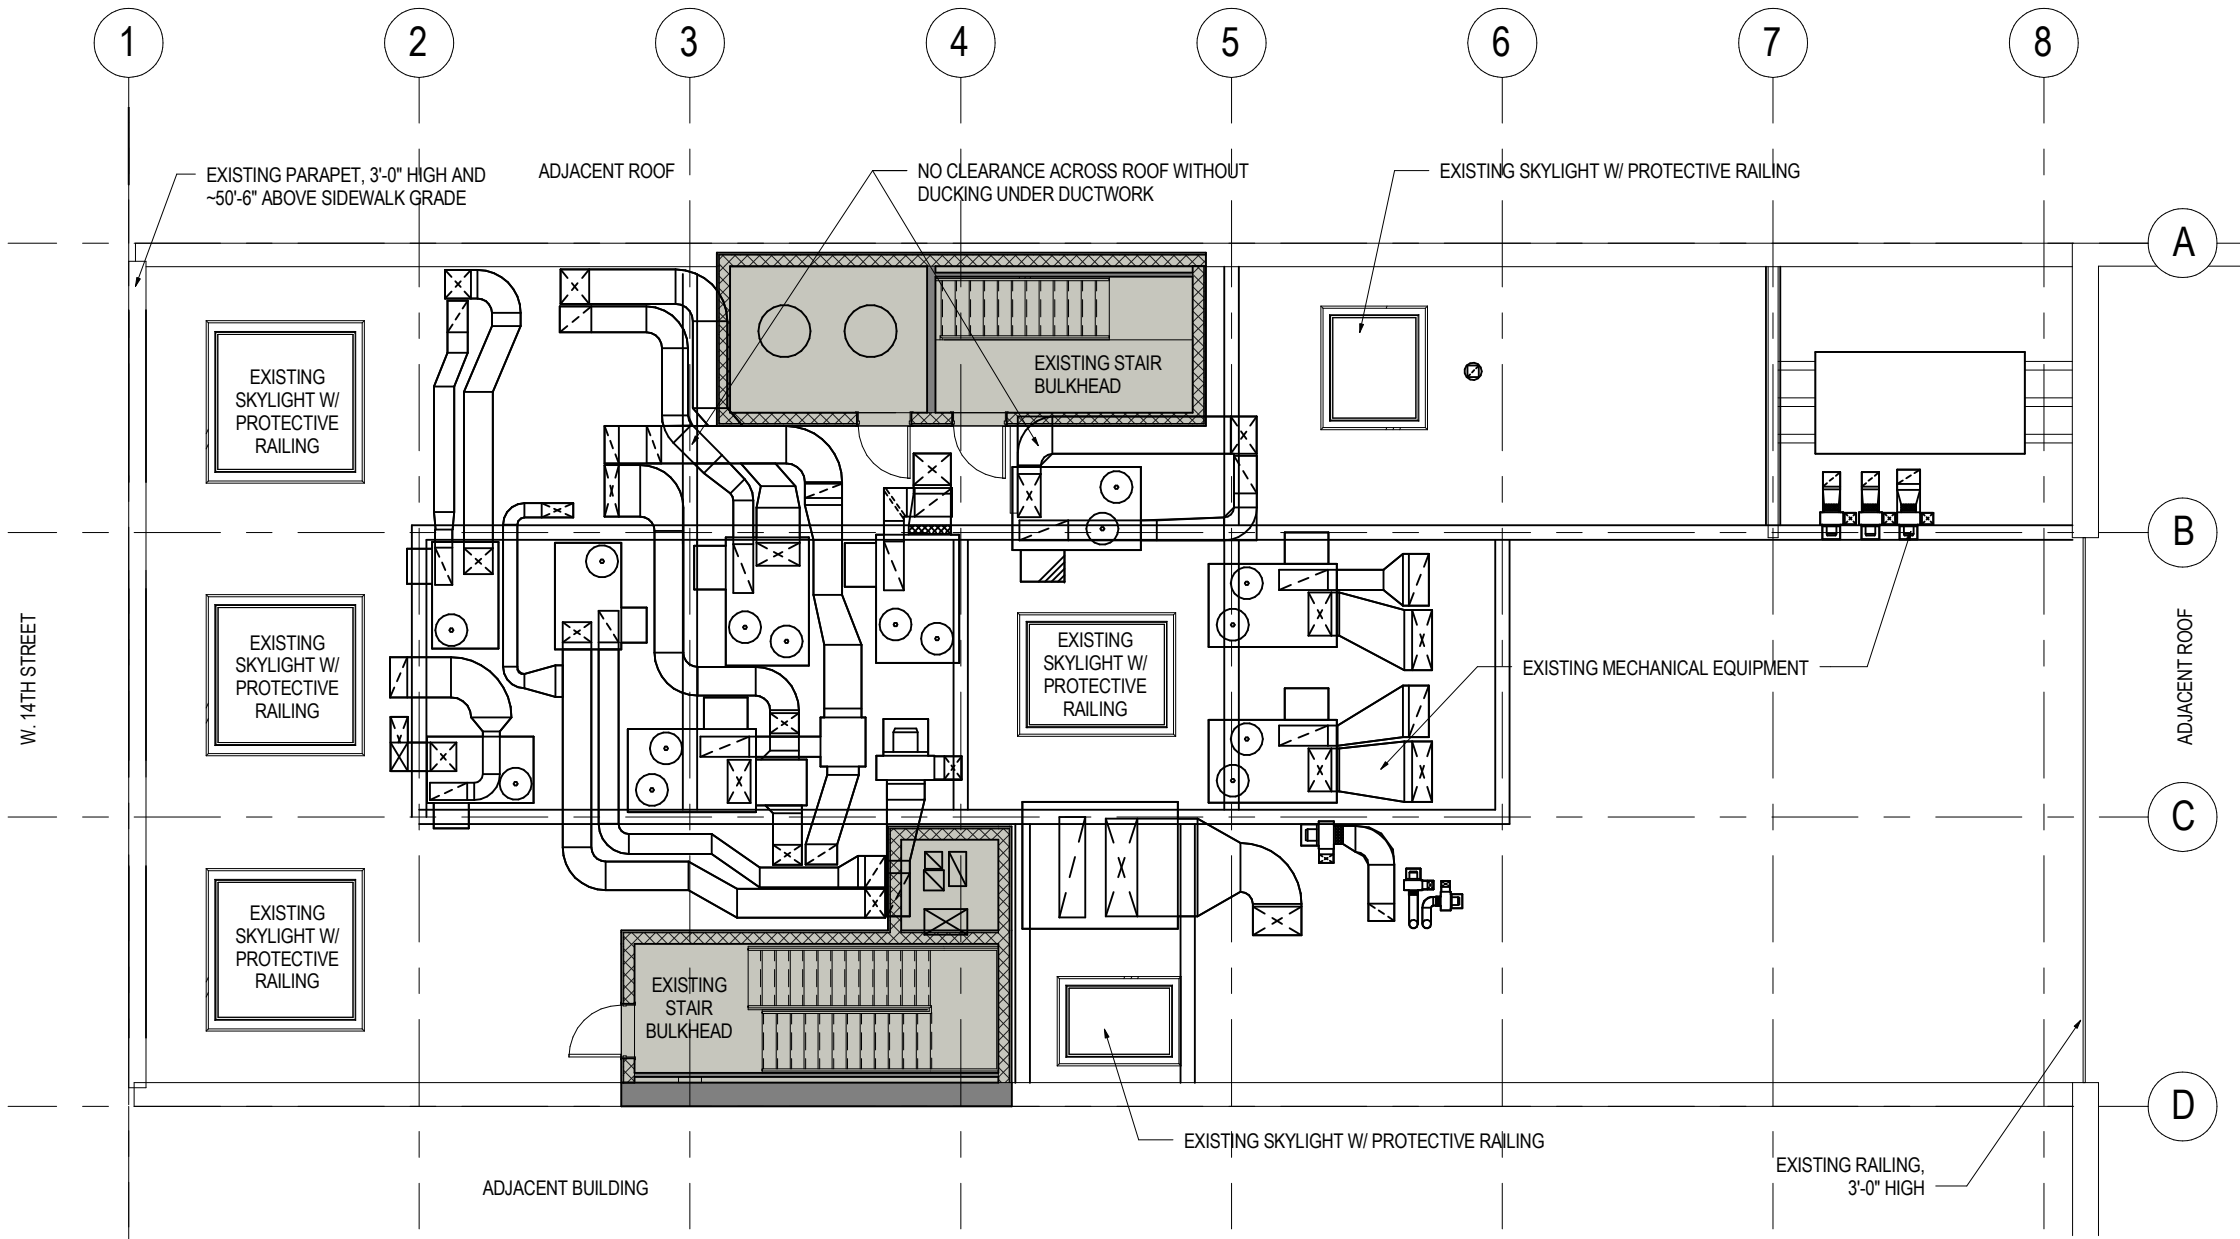 1
2
3
4
5
6
7
8
EXISTING PARAPET, 3'-0" HIGH AND
~50'-6" ABOVE SIDEWALK GRADE
ADJACENT ROOF
NO CLEARANCE ACROSS ROOF WITHOUT
DUCKING UNDER DUCTWORK
EXISTING SKYLIGHT W/ PROTECTIVE RAILING
A
EXISTING STAIR
BULKHEAD
EXISTING
SKYLIGHT W/
PROTECTIVE
RAILING
B
W. 14TH STREET
EXISTING
SKYLIGHT W/
PROTECTIVE
RAILING
EXISTING
SKYLIGHT W/
PROTECTIVE
RAILING
EXISTING MECHANICAL EQUIPMENT
ADJACENT ROOF
C
EXISTING
SKYLIGHT W/
PROTECTIVE
RAILING
EXISTING
STAIR
BULKHEAD
D
EXISTING SKYLIGHT W/ PROTECTIVE RAILING
EXISTING RAILING,
3'-0" HIGH
ADJACENT BUILDING